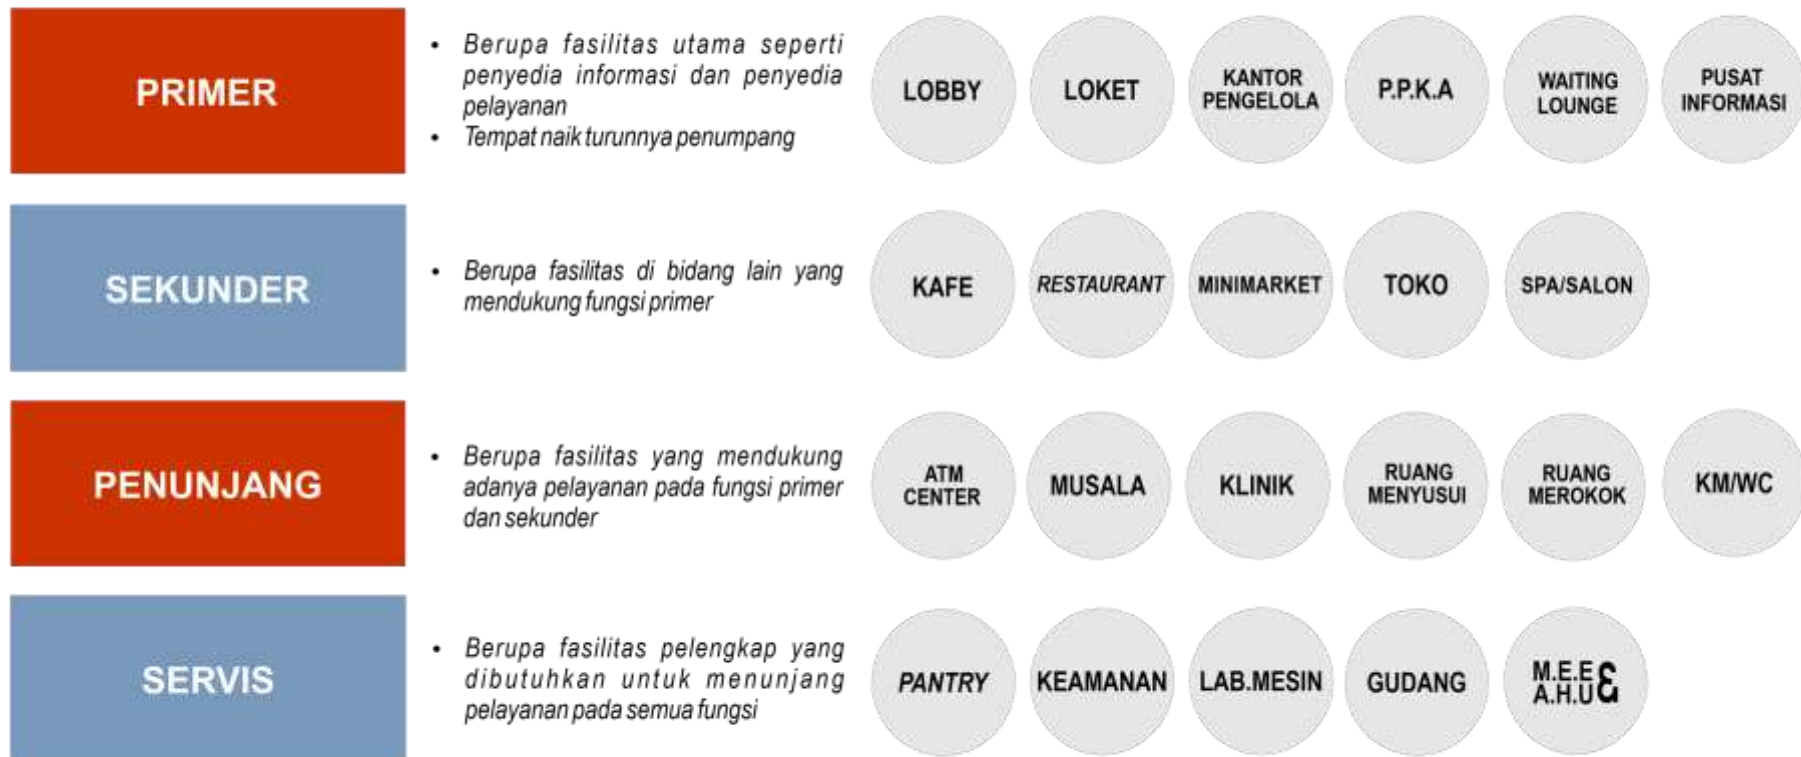 PRIMER
• Berupa fasilitas utama seperti
penyedia informasi dan penyedia
pelayanan
• Tempat naik turunnya penumpang
LOBBY
LOKET
KANTOR
PENGELOLA
P.P.K.A
WAITING
LOUNGE
PUSAT
INFORMASI
SEKUNDER
• Berupa fasilitas di bidang lain yang
mendukung fungsi primer
KAFE
RESTAURANT
MINIMARKET
TOKO
SPA/SALON
PENUNJANG
• Berupa fasilitas yang mendukung
adanya pelayanan pada fungsi primer
dan sekunder
ATM
CENTER
MUSALA
KLINIK
RUANG
MENYUSUI
RUANG
MEROKOK
KM/WC
SERVIS
• Berupa fasilitas pelengkap yang
dibutuhkan untuk menunjang
pelayanan pada semua fungsi
PANTRY
KEAMANAN
LAB.MESIN
GUDANG
M.E.E &
A.H.U